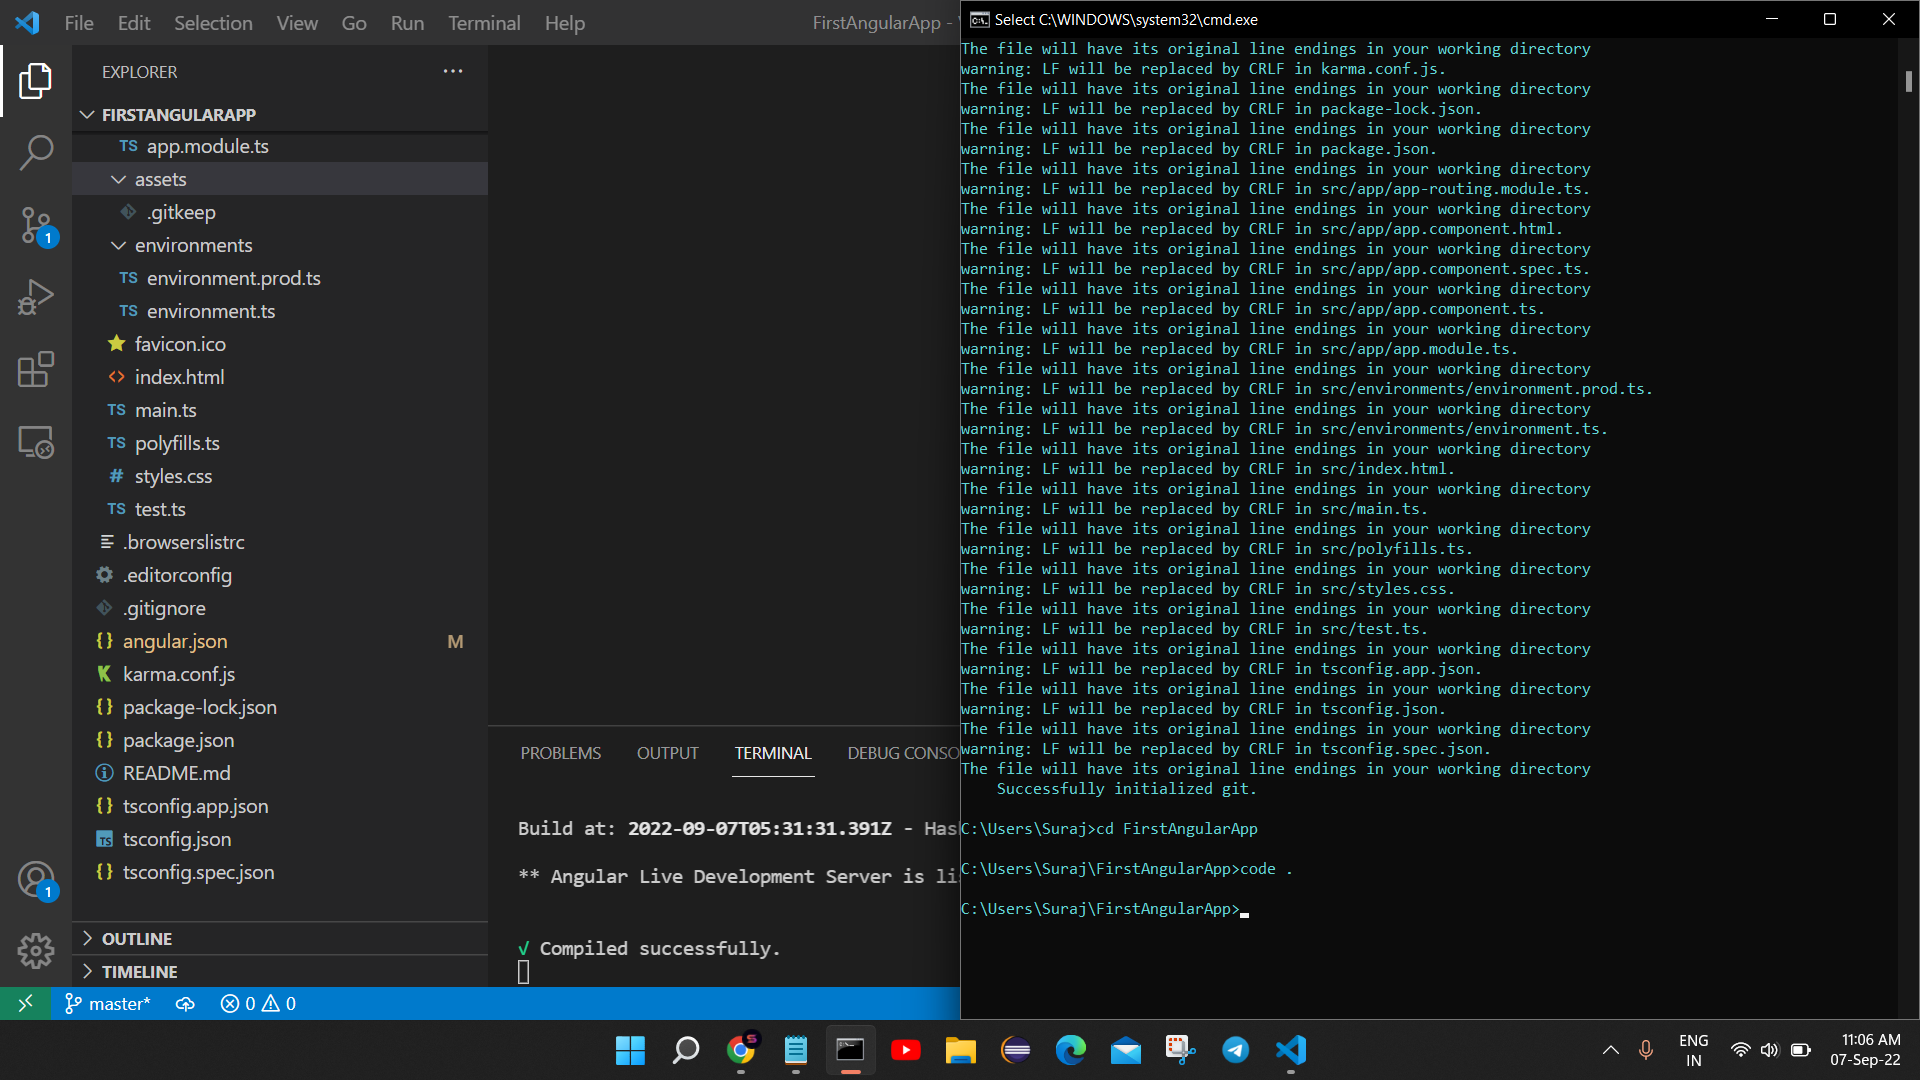 File Edit Selection View Go Run Terminal Help
FirstAngularApp -
EXPLORER
FIRSTANGULARAPP
TS app.module.ts
assets
.gitkeep
environments
TS environment.prod.ts
TS environment.ts
favicon.ico
<> index.html
TS main.ts
TS polyfills.ts
# styles.css
TS test.ts
.browserslistrc
.editorconfig
.gitignore
{} angular.json M
karma.conf.js
{} package-lock.json
{} package.json
README.md
{} tsconfig.app.json
TS tsconfig.json
{} tsconfig.spec.json
OUTLINE
TIMELINE
1
1
PROBLEMS OUTPUT TERMINAL DEBUG CONSO
Build at: 2022-09-07T05:31:31.391Z - Has
** Angular Live Development Server is li
√ Compiled successfully.
master* 0 0
Select C:\WINDOWS\system32\cmd.exe
The file will have its original line endings in your working directory
warning: LF will be replaced by CRLF in karma.conf.js.
The file will have its original line endings in your working directory
warning: LF will be replaced by CRLF in package-lock.json.
The file will have its original line endings in your working directory
warning: LF will be replaced by CRLF in package.json.
The file will have its original line endings in your working directory
warning: LF will be replaced by CRLF in src/app/app-routing.module.ts.
The file will have its original line endings in your working directory
warning: LF will be replaced by CRLF in src/app/app.component.html.
The file will have its original line endings in your working directory
warning: LF will be replaced by CRLF in src/app/app.component.spec.ts.
The file will have its original line endings in your working directory
warning: LF will be replaced by CRLF in src/app/app.component.ts.
The file will have its original line endings in your working directory
warning: LF will be replaced by CRLF in src/app/app.module.ts.
The file will have its original line endings in your working directory
warning: LF will be replaced by CRLF in src/environments/environment.prod.ts.
The file will have its original line endings in your working directory
warning: LF will be replaced by CRLF in src/environments/environment.ts.
The file will have its original line endings in your working directory
warning: LF will be replaced by CRLF in src/index.html.
The file will have its original line endings in your working directory
warning: LF will be replaced by CRLF in src/main.ts.
The file will have its original line endings in your working directory
warning: LF will be replaced by CRLF in src/polyfills.ts.
The file will have its original line endings in your working directory
warning: LF will be replaced by CRLF in src/styles.css.
The file will have its original line endings in your working directory
warning: LF will be replaced by CRLF in src/test.ts.
The file will have its original line endings in your working directory
warning: LF will be replaced by CRLF in tsconfig.app.json.
The file will have its original line endings in your working directory
warning: LF will be replaced by CRLF in tsconfig.json.
The file will have its original line endings in your working directory
warning: LF will be replaced by CRLF in tsconfig.spec.json.
The file will have its original line endings in your working directory
Successfully initialized git.
C:\Users\Suraj>cd FirstAngularApp
C:\Users\Suraj\FirstAngularApp>code .
C:\Users\Suraj\FirstAngularApp>
ENG
IN
11:06 AM
07-Sep-22